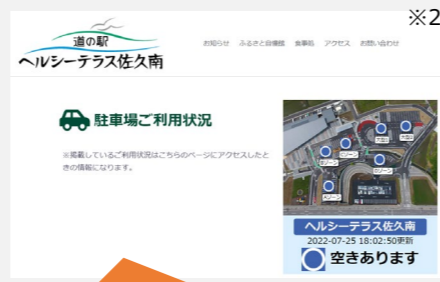 ※2
道の駅
ヘルシーテラス佐久南
お知らせ ふるさと自慢館 食事処 アクセス お問い合わせ
駐車場ご利用状況
※掲載しているご利用状況はこちらのページにアクセスしたと
きの情報になります。
ヘルシーテラス佐久南
2022-07-25 18:02:50更新
空きあります